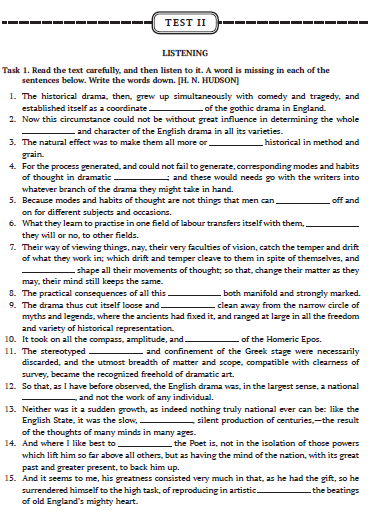 TEST II
LISTENING
Task 1. Read the text carefully, and then listen to it. A word is missing in each of the
sentences below. Write the words down. [H. N. HUDSON]
1. The historical drama, then, grew up simultaneously with comedy and tragedy, and
established itself as a coordinate __________ of the gothic drama in England.
2. Now this circumstance could not be without great influence in determining the whole
__________ and character of the English drama in all its varieties.
3. The natural effect was to make them all more or __________ historical in method and
grain.
4. For the process generated, and could not fail to generate, corresponding modes and habits
of thought in dramatic __________; and these would needs go with the writers into
whatever branch of the drama they might take in hand.
5. Because modes and habits of thought are not things that men can __________ off and
on for different subjects and occasions.
6. What they learn to practise in one field of labour transfers itself with them, __________
they will or no, to other fields.
7. Their way of viewing things, nay, their very faculties of vision, catch the temper and drift
of what they work in; which drift and temper cleave to them in spite of themselves, and
__________ shape all their movements of thought; so that, change their matter as they
may, their mind still keeps the same.
8. The practical consequences of all this __________ both manifold and strongly marked.
9. The drama thus cut itself loose and __________ clean away from the narrow circle of
myths and legends, where the ancients had fixed it, and ranged at large in all the freedom
and variety of historical representation.
10. It took on all the compass, amplitude, and __________ of the Homeric Epos.
11. The stereotyped __________ and confinement of the Greek stage were necessarily
discarded, and the utmost breadth of matter and scope, compatible with clearness of
survey, became the recognized freehold of dramatic art.
12. So that, as I have before observed, the English drama was, in the largest sense, a national
__________, and not the work of any individual.
13. Neither was it a sudden growth, as indeed nothing truly national ever can be: like the
English State, it was the slow, __________, silent production of centuries,—the result
of the thoughts of many minds in many ages.
14. And where I like best to __________ the Poet is, not in the isolation of those powers
which lift him so far above all others, but as having the mind of the nation, with its great
past and greater present, to back him up.
15. And it seems to me, his greatness consisted very much in that, as he had the gift, so he
surrendered himself to the high task, of reproducing in artistic __________ the beatings
of old England's mighty heart.